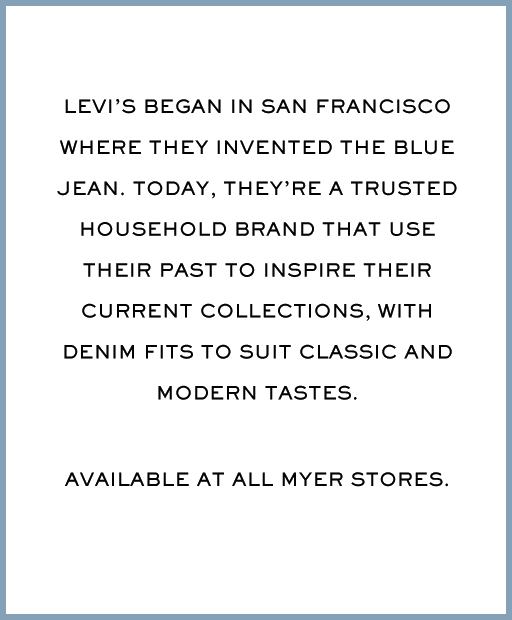 LEVI’S BEGAN IN SAN FRANCISCO
WHERE THEY INVENTED THE BLUE
JEAN. TODAY, THEY’RE A TRUSTED
HOUSEHOLD BRAND THAT USE
THEIR PAST TO INSPIRE THEIR
CURRENT COLLECTIONS, WITH
DENIM FITS TO SUIT CLASSIC AND
MODERN TASTES.
AVAILABLE AT ALL MYER STORES.